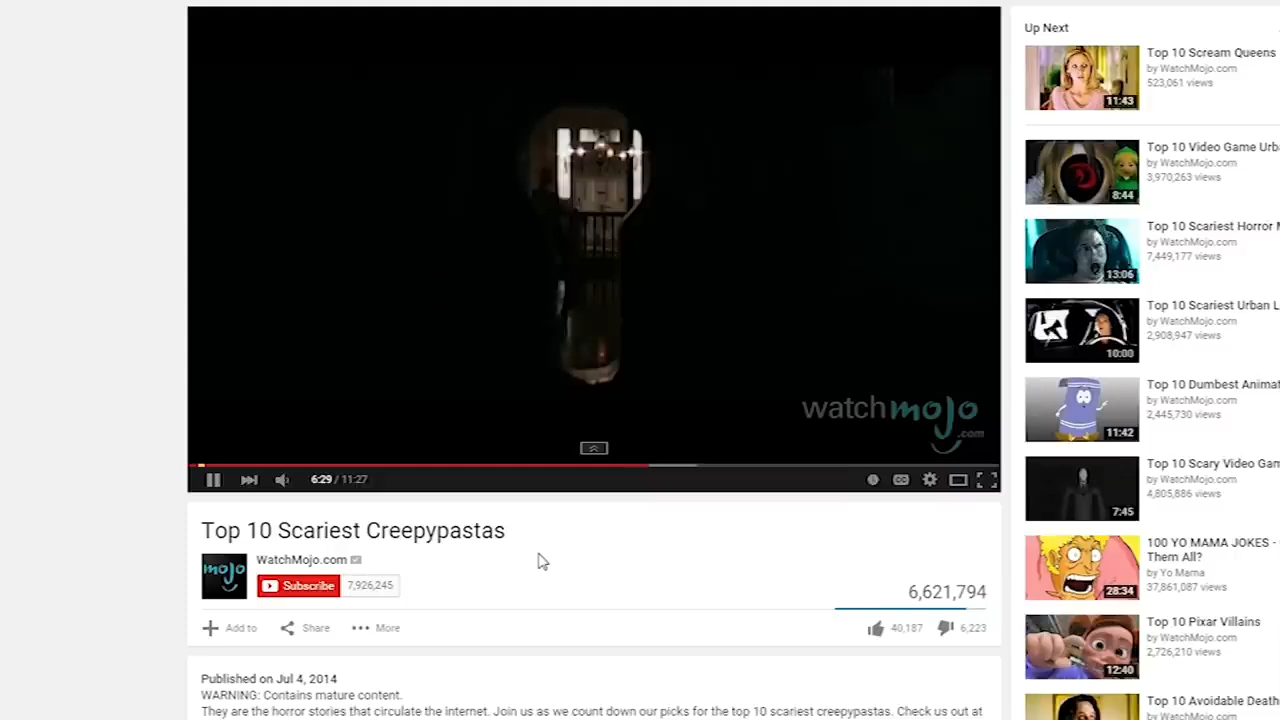 watchmojo
.com
6:29 / 11:27
Top 10 Scariest Creepypastas
mojo
WatchMojo.com
Subscribe 7,926,245
6,621,794
Add to Share More 40,187 6,223
Published on Jul 4, 2014
WARNING: Contains mature content.
They are the horror stories that circulate the internet. Join us as we count down our picks for the top 10 scariest creepypastas. Check us out at
Up Next
Top 10 Scream Queens
by WatchMojo.com
523,061 views
11:43
Top 10 Video Game Urb
by WatchMojo.com
3,970,263 views
8:44
Top 10 Scariest Horror
by WatchMojo.com
7,449,177 views
13:06
Top 10 Scariest Urban L
by WatchMojo.com
2,908,947 views
10:00
Top 10 Dumbest Animat
by WatchMojo.com
2,445,730 views
11:42
Top 10 Scary Video Gam
by WatchMojo.com
4,805,886 views
7:45
100 YO MAMA JOKES -
Them All?
by Yo Mama
37,861,087 views
28:34
Top 10 Pixar Villains
by WatchMojo.com
2,726,210 views
12:40
Top 10 Avoidable Death
by WatchMojo.com